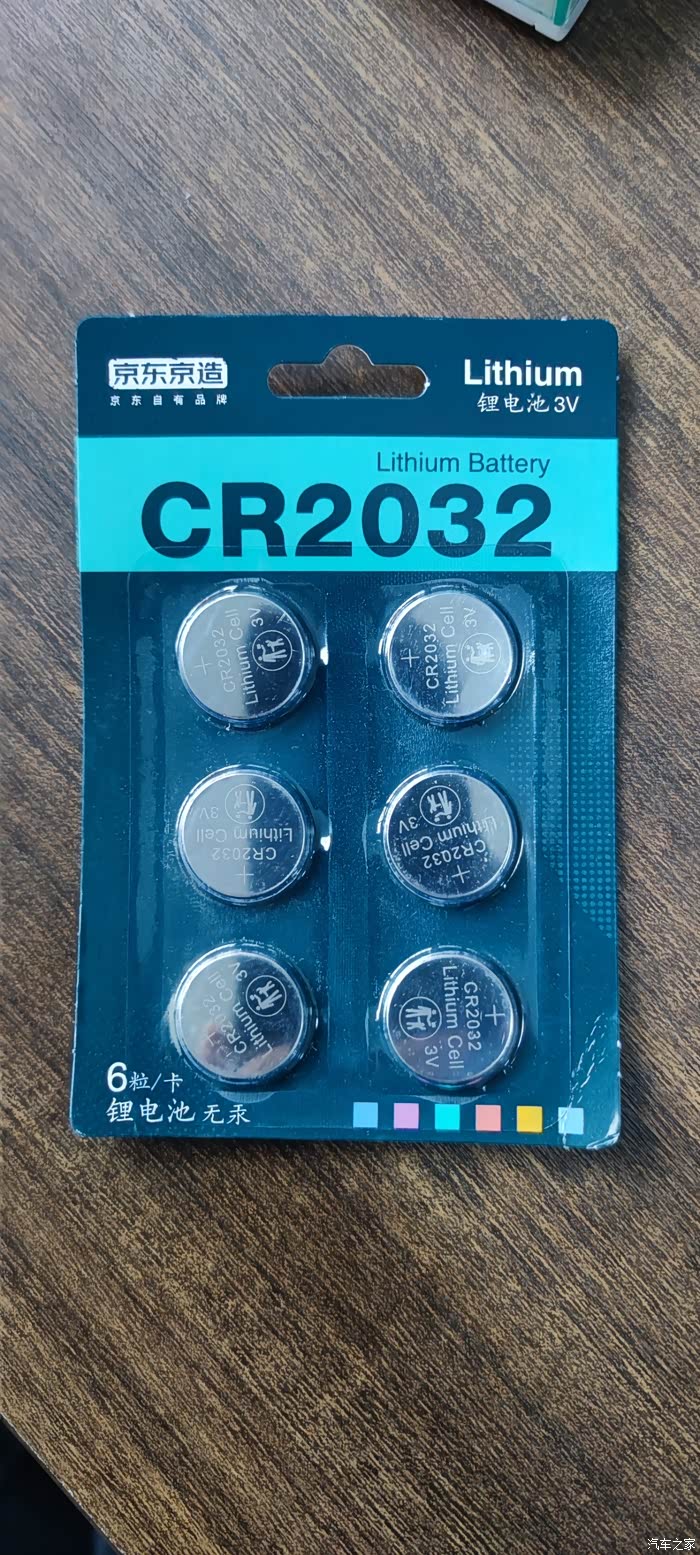 京东京造
京东自有品牌
Lithium
锂电池 3V
Lithium Battery
CR2032
+
CR2032
Lithium Cell
3V
+
CR2032
Lithium Cell
3V
3V
Lithium Cell
CR2032
+
3V
Lithium Cell
CR2032
+
CR2032
Lithium Cell
3V
+
CR2032
Lithium Cell
3V
6粒/卡
锂电池 无汞
汽车之家